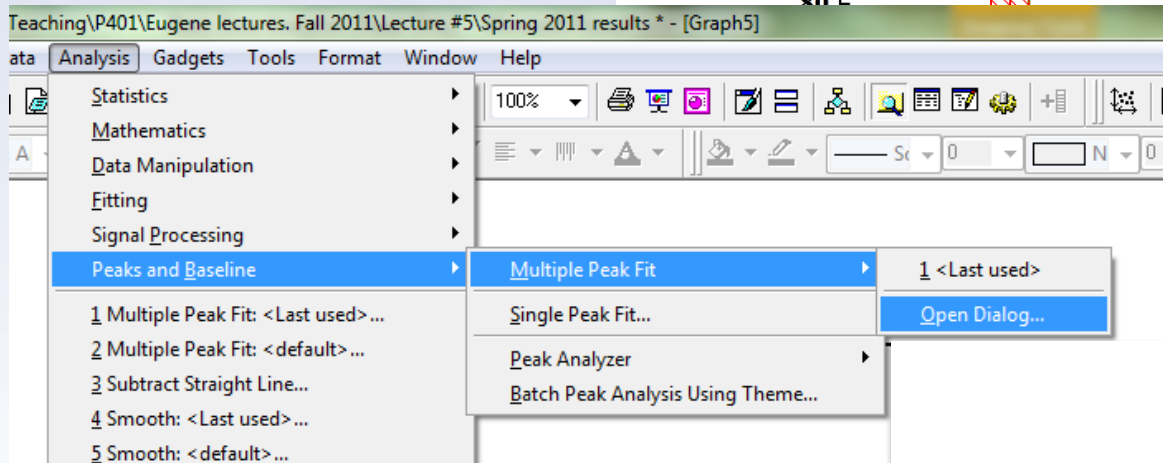 Teaching\P401\Eugene lectures. Fall 2011\Lecture #5\Spring 2011 results * - [Graph5]
ata Analysis Gadgets Tools Format Window Help
Statistics
100%
Mathematics
A
A
0
N
0
Data Manipulation
Fitting
Signal Processing
Peaks and Baseline
Multiple Peak Fit
1 <Last used>
1 Multiple Peak Fit: <Last used>...
Single Peak Fit...
Open Dialog...
2 Multiple Peak Fit: <default>...
Peak Analyzer
3 Subtract Straight Line...
Batch Peak Analysis Using Theme...
4 Smooth: <Last used>...
5 Smooth: <default>...